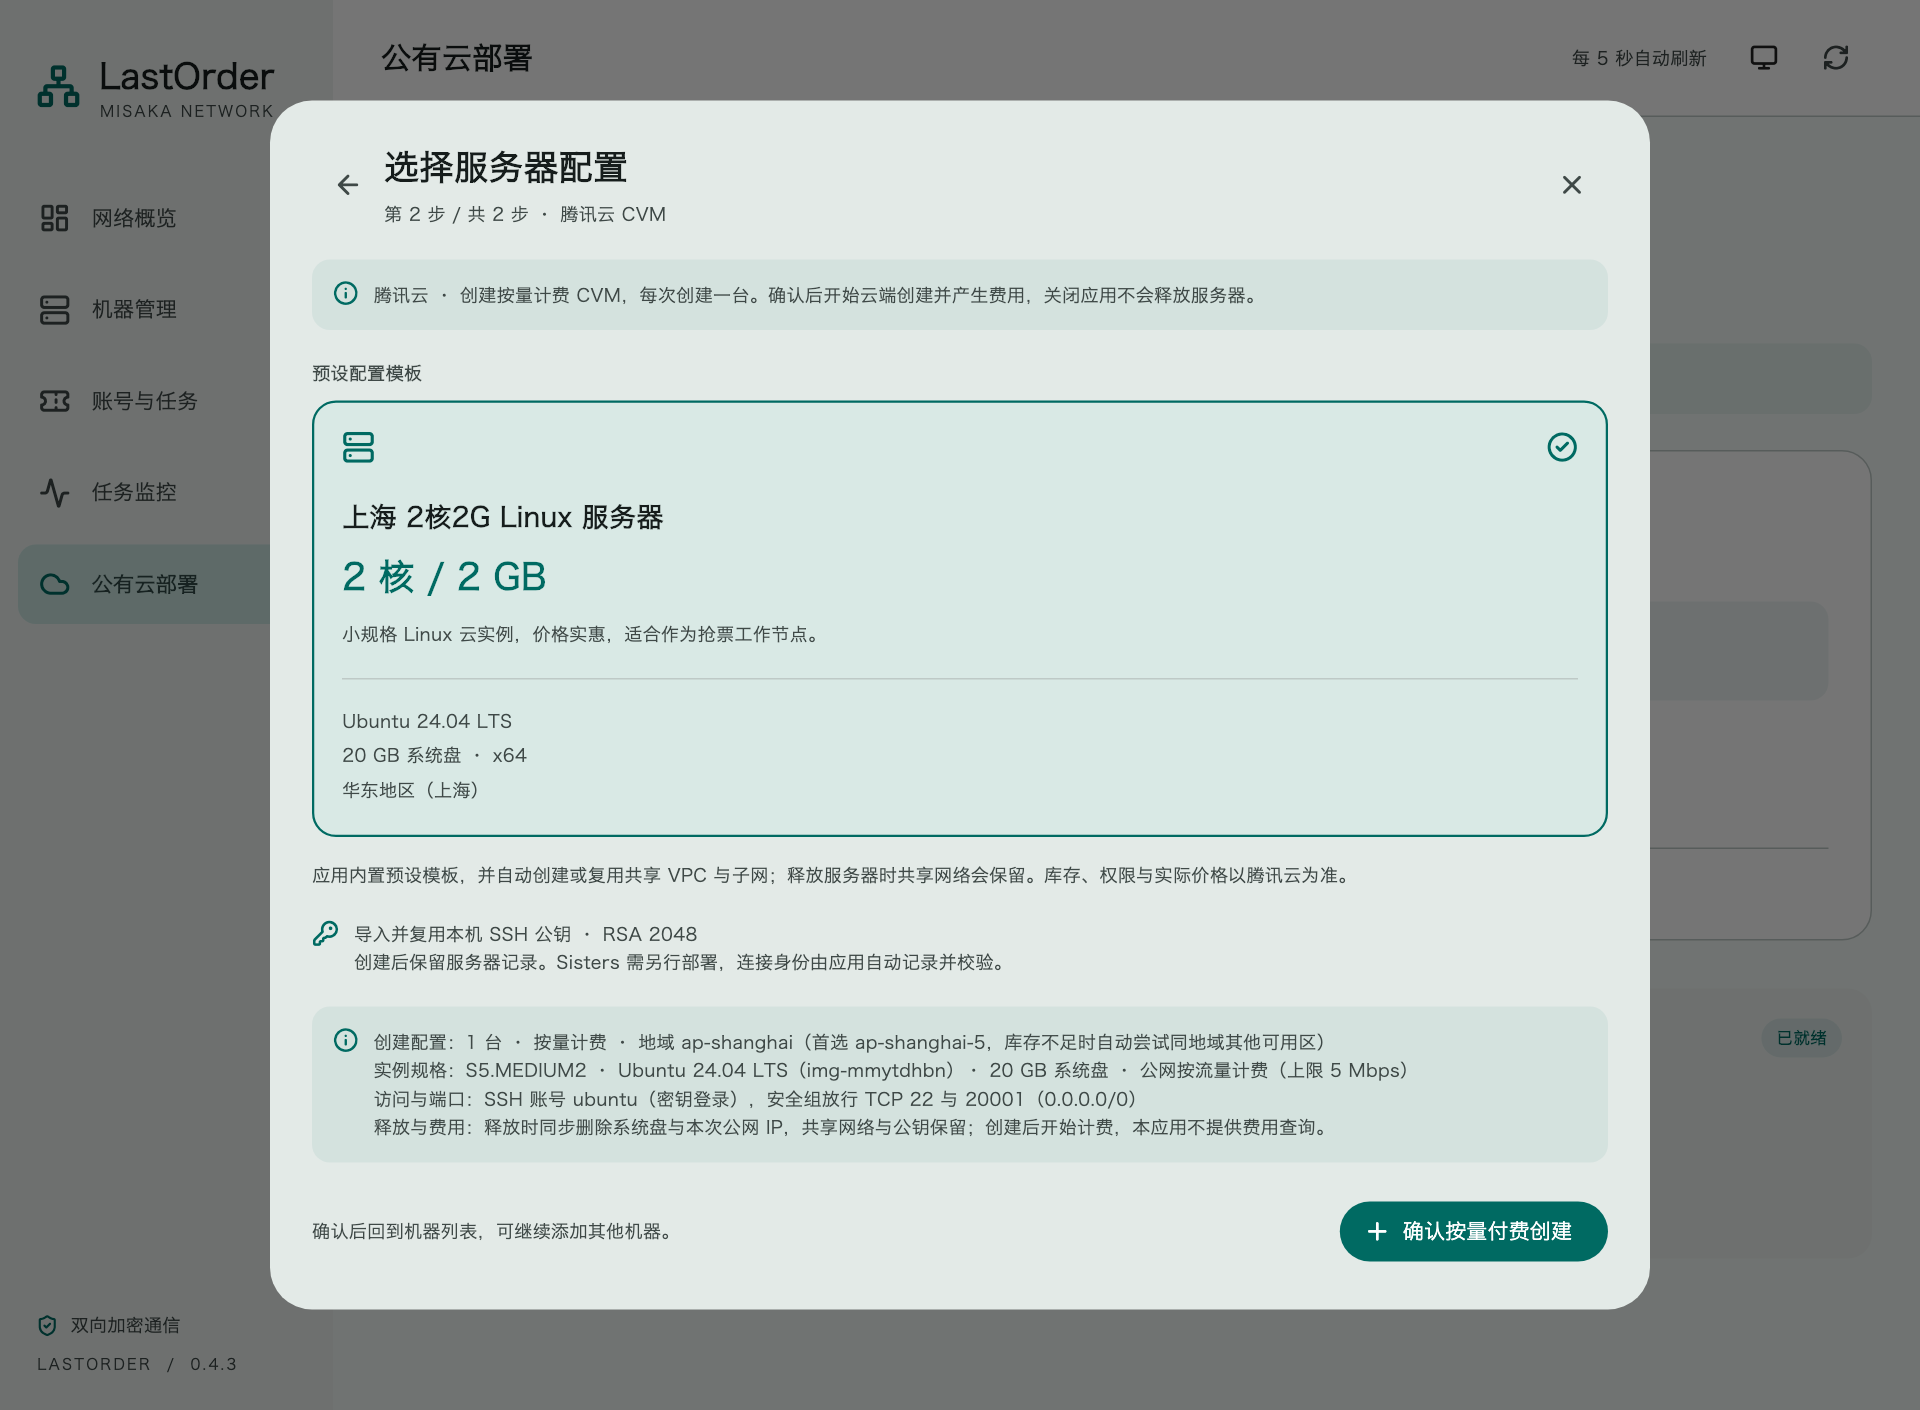 LastOrder
MISAKA NETWORK
网络概览
机器管理
账号与任务
任务监控
公有云部署
双向加密通信
LASTORDER / 0.4.3
公有云部署
每 5 秒自动刷新
选择服务器配置
第 2 步 / 共 2 步 · 腾讯云 CVM
腾讯云 · 创建按量计费 CVM，每次创建一台。确认后开始云端创建并产生费用，关闭应用不会释放服务器。
预设配置模板
上海 2核2G Linux 服务器
2 核 / 2 GB
小规格 Linux 云实例，价格实惠，适合作为抢票工作节点。
Ubuntu 24.04 LTS
20 GB 系统盘 · x64
华东地区（上海）
应用内置预设模板，并自动创建或复用共享 VPC 与子网；释放服务器时共享网络会保留。库存、权限与实际价格以腾讯云为准。
导入并复用本机 SSH 公钥 · RSA 2048
创建后保留服务器记录。Sisters 需另行部署，连接身份由应用自动记录并校验。
创建配置：1 台 · 按量计费 · 地域 ap-shanghai（首选 ap-shanghai-5，库存不足时自动尝试同地域其他可用区）
实例规格：S5.MEDIUM2 · Ubuntu 24.04 LTS（img-mmytdhbn） · 20 GB 系统盘 · 公网按流量计费（上限 5 Mbps）
访问与端口：SSH 账号 ubuntu（密钥登录），安全组放行 TCP 22 与 20001（0.0.0.0/0）
释放与费用：释放时同步删除系统盘与本次公网 IP，共享网络与公钥保留；创建后开始计费，本应用不提供费用查询。
确认后回到机器列表，可继续添加其他机器。
确认按量付费创建
已就绪